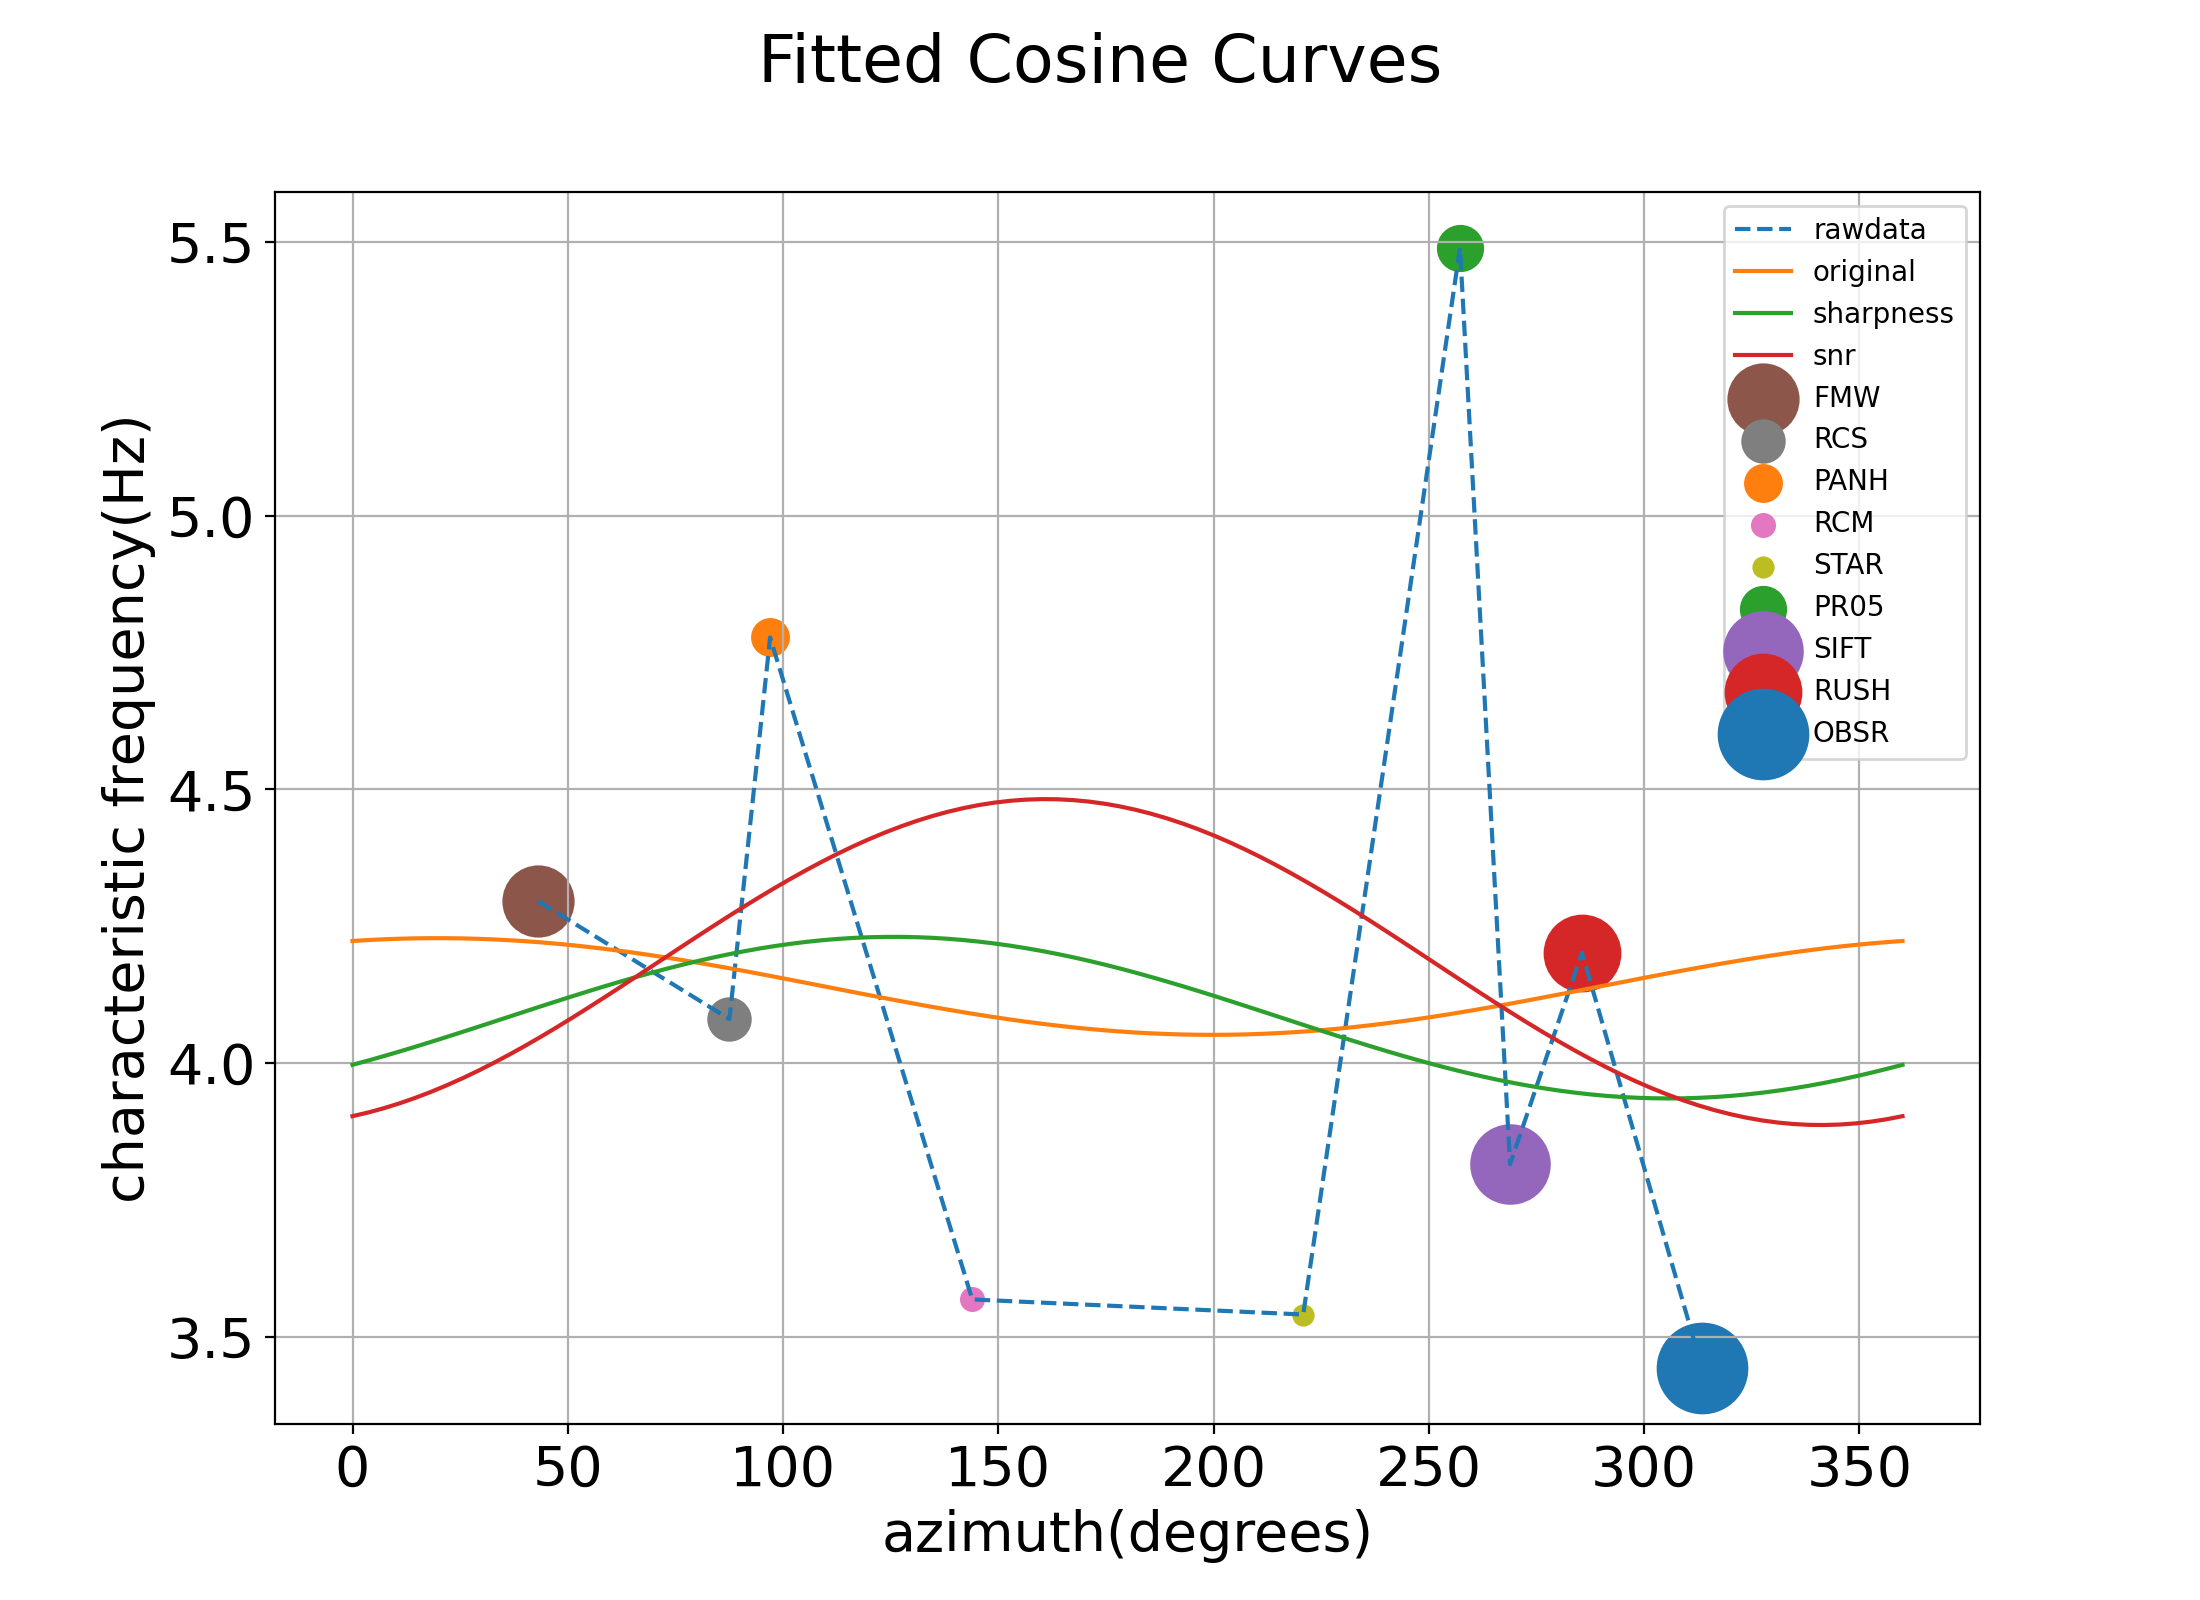 Fitted Cosine Curves
characteristic frequency(Hz)
5.5
5.0
4.5
4.0
3.5
rawdata
original
sharpness
snr
FMW
RCS
PANH
RCM
STAR
PR05
SIFT
RUSH
OBSR
0 50 100 150 200 250 300 350
azimuth(degrees)